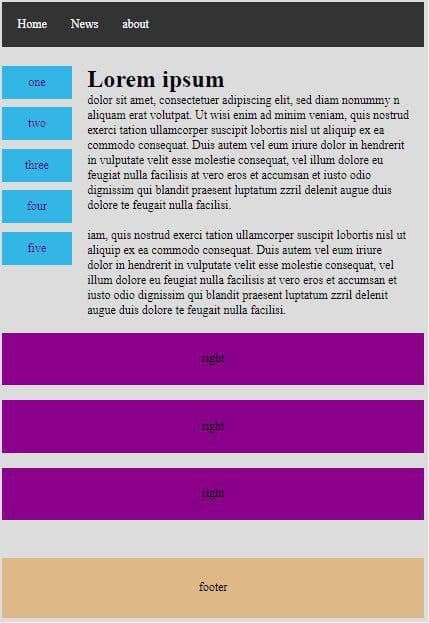 Home News about
one
two
three
four
five
Lorem ipsum
dolor sit amet, consectetuer adipiscing elit, sed diam nonummy n
aliquam erat volutpat. Ut wisi enim ad minim veniam, quis nostrud
exerci tation ullamcorper suscipit lobortis nisl ut aliquip ex ea
commodo consequat. Duis autem vel eum iriure dolor in hendrerit
in vulputate velit esse molestie consequat, vel illum dolore eu
feugiat nulla facilisis at vero eros et accumsan et iusto odio
dignissim qui blandit praesent luptatum zzril delenit augue duis
dolore te feugait nulla facilisi.
iam, quis nostrud exerci tation ullamcorper suscipit lobortis nisl ut
aliquip ex ea commodo consequat. Duis autem vel eum iriure
dolor in hendrerit in vulputate velit esse molestie consequat, vel
illum dolore eu feugiat nulla facilisis at vero eros et accumsan et
iusto odio dignissim qui blandit praesent luptatum zzril delenit
augue duis dolore te feugait nulla facilisi.
right
right
right
footer